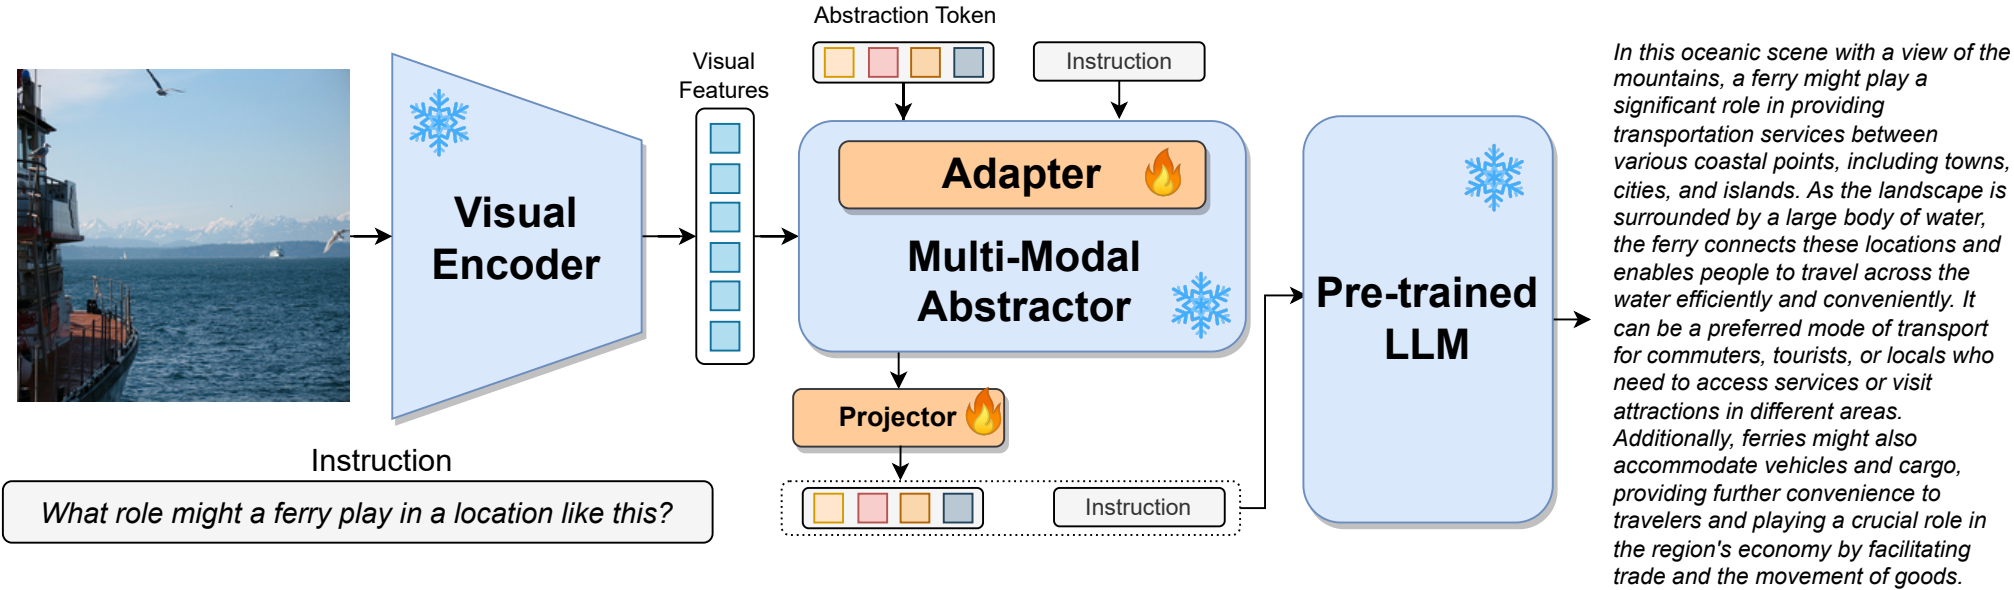 Abstraction Token
Instruction
Visual
Features
Adapter
Visual
Encoder
Multi-Modal
Abstractor
Projector
Instruction
Pre-trained
LLM
Instruction
What role might a ferry play in a location like this?
In this oceanic scene with a view of the
mountains, a ferry might play a
significant role in providing
transportation services between
various coastal points, including towns,
cities, and islands. As the landscape is
surrounded by a large body of water,
the ferry connects these locations and
enables people to travel across the
water efficiently and conveniently. It
can be a preferred mode of transport
for commuters, tourists, or locals who
need to access services or visit
attractions in different areas.
Additionally, ferries might also
accommodate vehicles and cargo,
providing further convenience to
travelers and playing a crucial role in
the region's economy by facilitating
trade and the movement of goods.